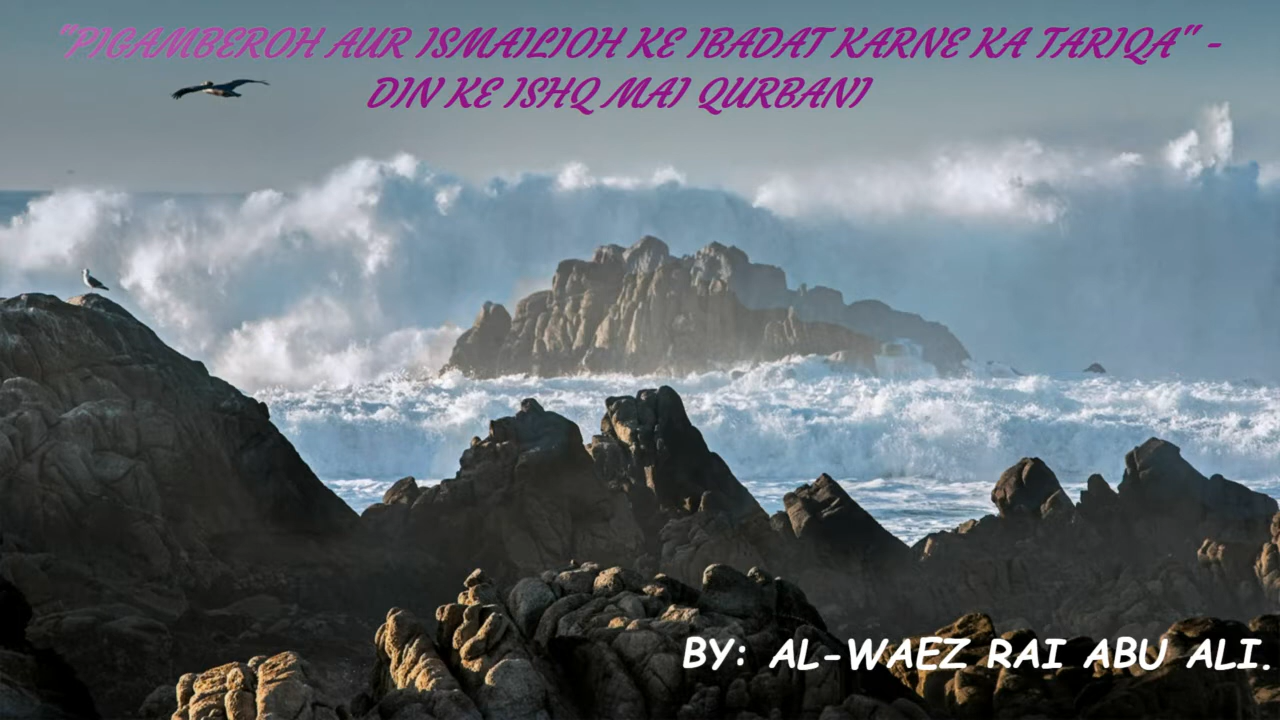 "PIGAMBEROH AUR ISMAILIOH KE IBADAT KARNE KA TARIQA" -
DIN KE ISHQ MAI QURBANI
BY: AL-WAEZ RAI ABU ALI.